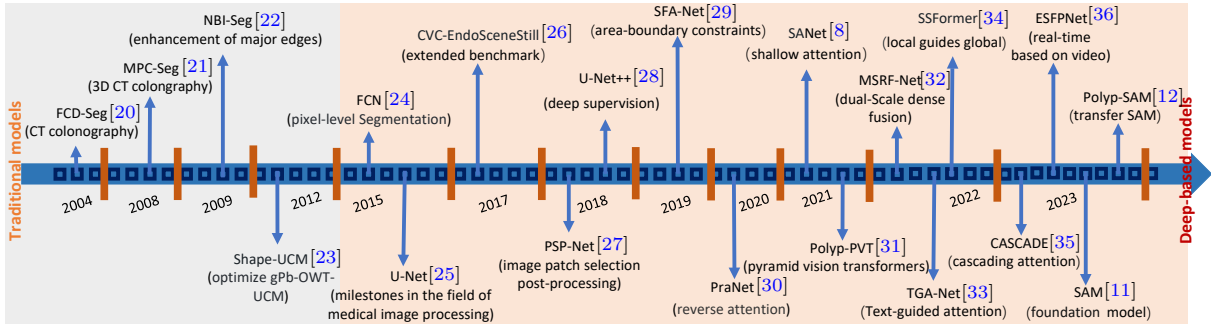 Traditional models
FCD-Seg [20]
(CT colonography)
MPC-Seg [21]
(3D CT colongraphy)
NBI-Seg [22]
(enhancement of major edges)
Shape-UCM [23]
(optimize gPb-OWT-
UCM)
FCN [24]
(pixel-level Segmentation)
U-Net[25]
(milestones in the field of
medical image processing)
CVC-EndoSceneStill[26]
(extended benchmark)
PSP-Net [27]
(image patch selection
post-processing)
U-Net++ [28]
(deep supervision)
SFA-Net [29]
(area-boundary constraints)
PraNet [30]
(reverse attention)
SANet [8]
(shallow attention)
Polyp-PVT [31]
(pyramid vision transformers)
MSRF-Net[32]
(dual-Scale dense
fusion)
TGA-Net[33]
(Text-guided attention)
SSFormer [34]
(local guides global)
CASCADE[35]
(cascading attention)
ESFPNet [36]
(real-time
based on video)
SAM [11]
(foundation model)
Polyp-SAM[12]
(transfer SAM)
2004
2008
2009
2012
2015
2017
2018
2019
2020
2021
2022
2023
Deep-based models